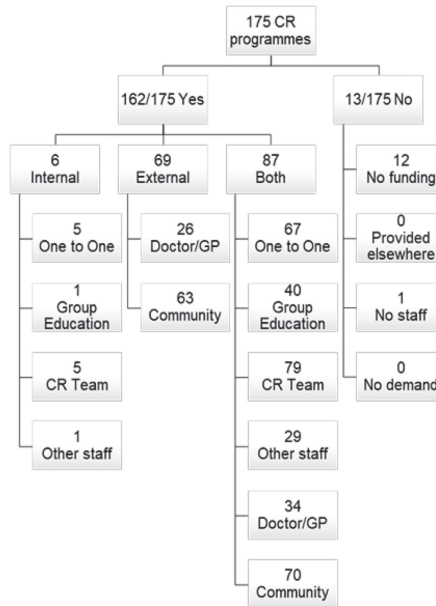 175 CR
programmes
162/175 Yes
13/175 No
6
Internal
69
External
87
Both
12
No funding
5
One to One
26
Doctor/GP
67
One to One
0
Provided
elsewhere
1
Group
Education
63
Community
40
Group
Education
1
No staff
5
CR Team
79
CR Team
0
No demand
1
Other staff
29
Other staff
34
Doctor/GP
70
Community